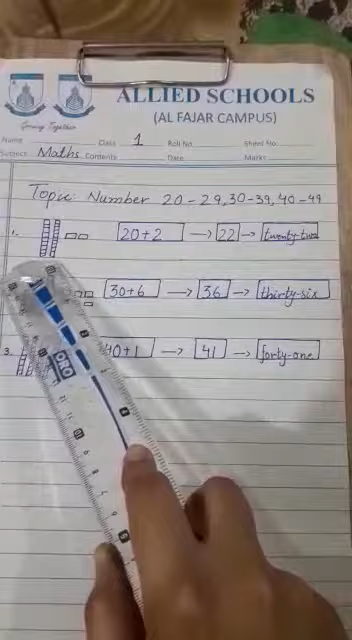 ALLIED SCHOOLS
(AL FAJAR CAMPUS)
Growing Together
Name Class 1 Roll No. Sheet No.
Subject Maths Contents Date Marks
Topic: Number 20-29, 30-39, 40-49
1. 20+2 → 22 → twenty-two
30+6 → 36 → thirty-six
3. 40+1 → 41 → forty-one
ORO